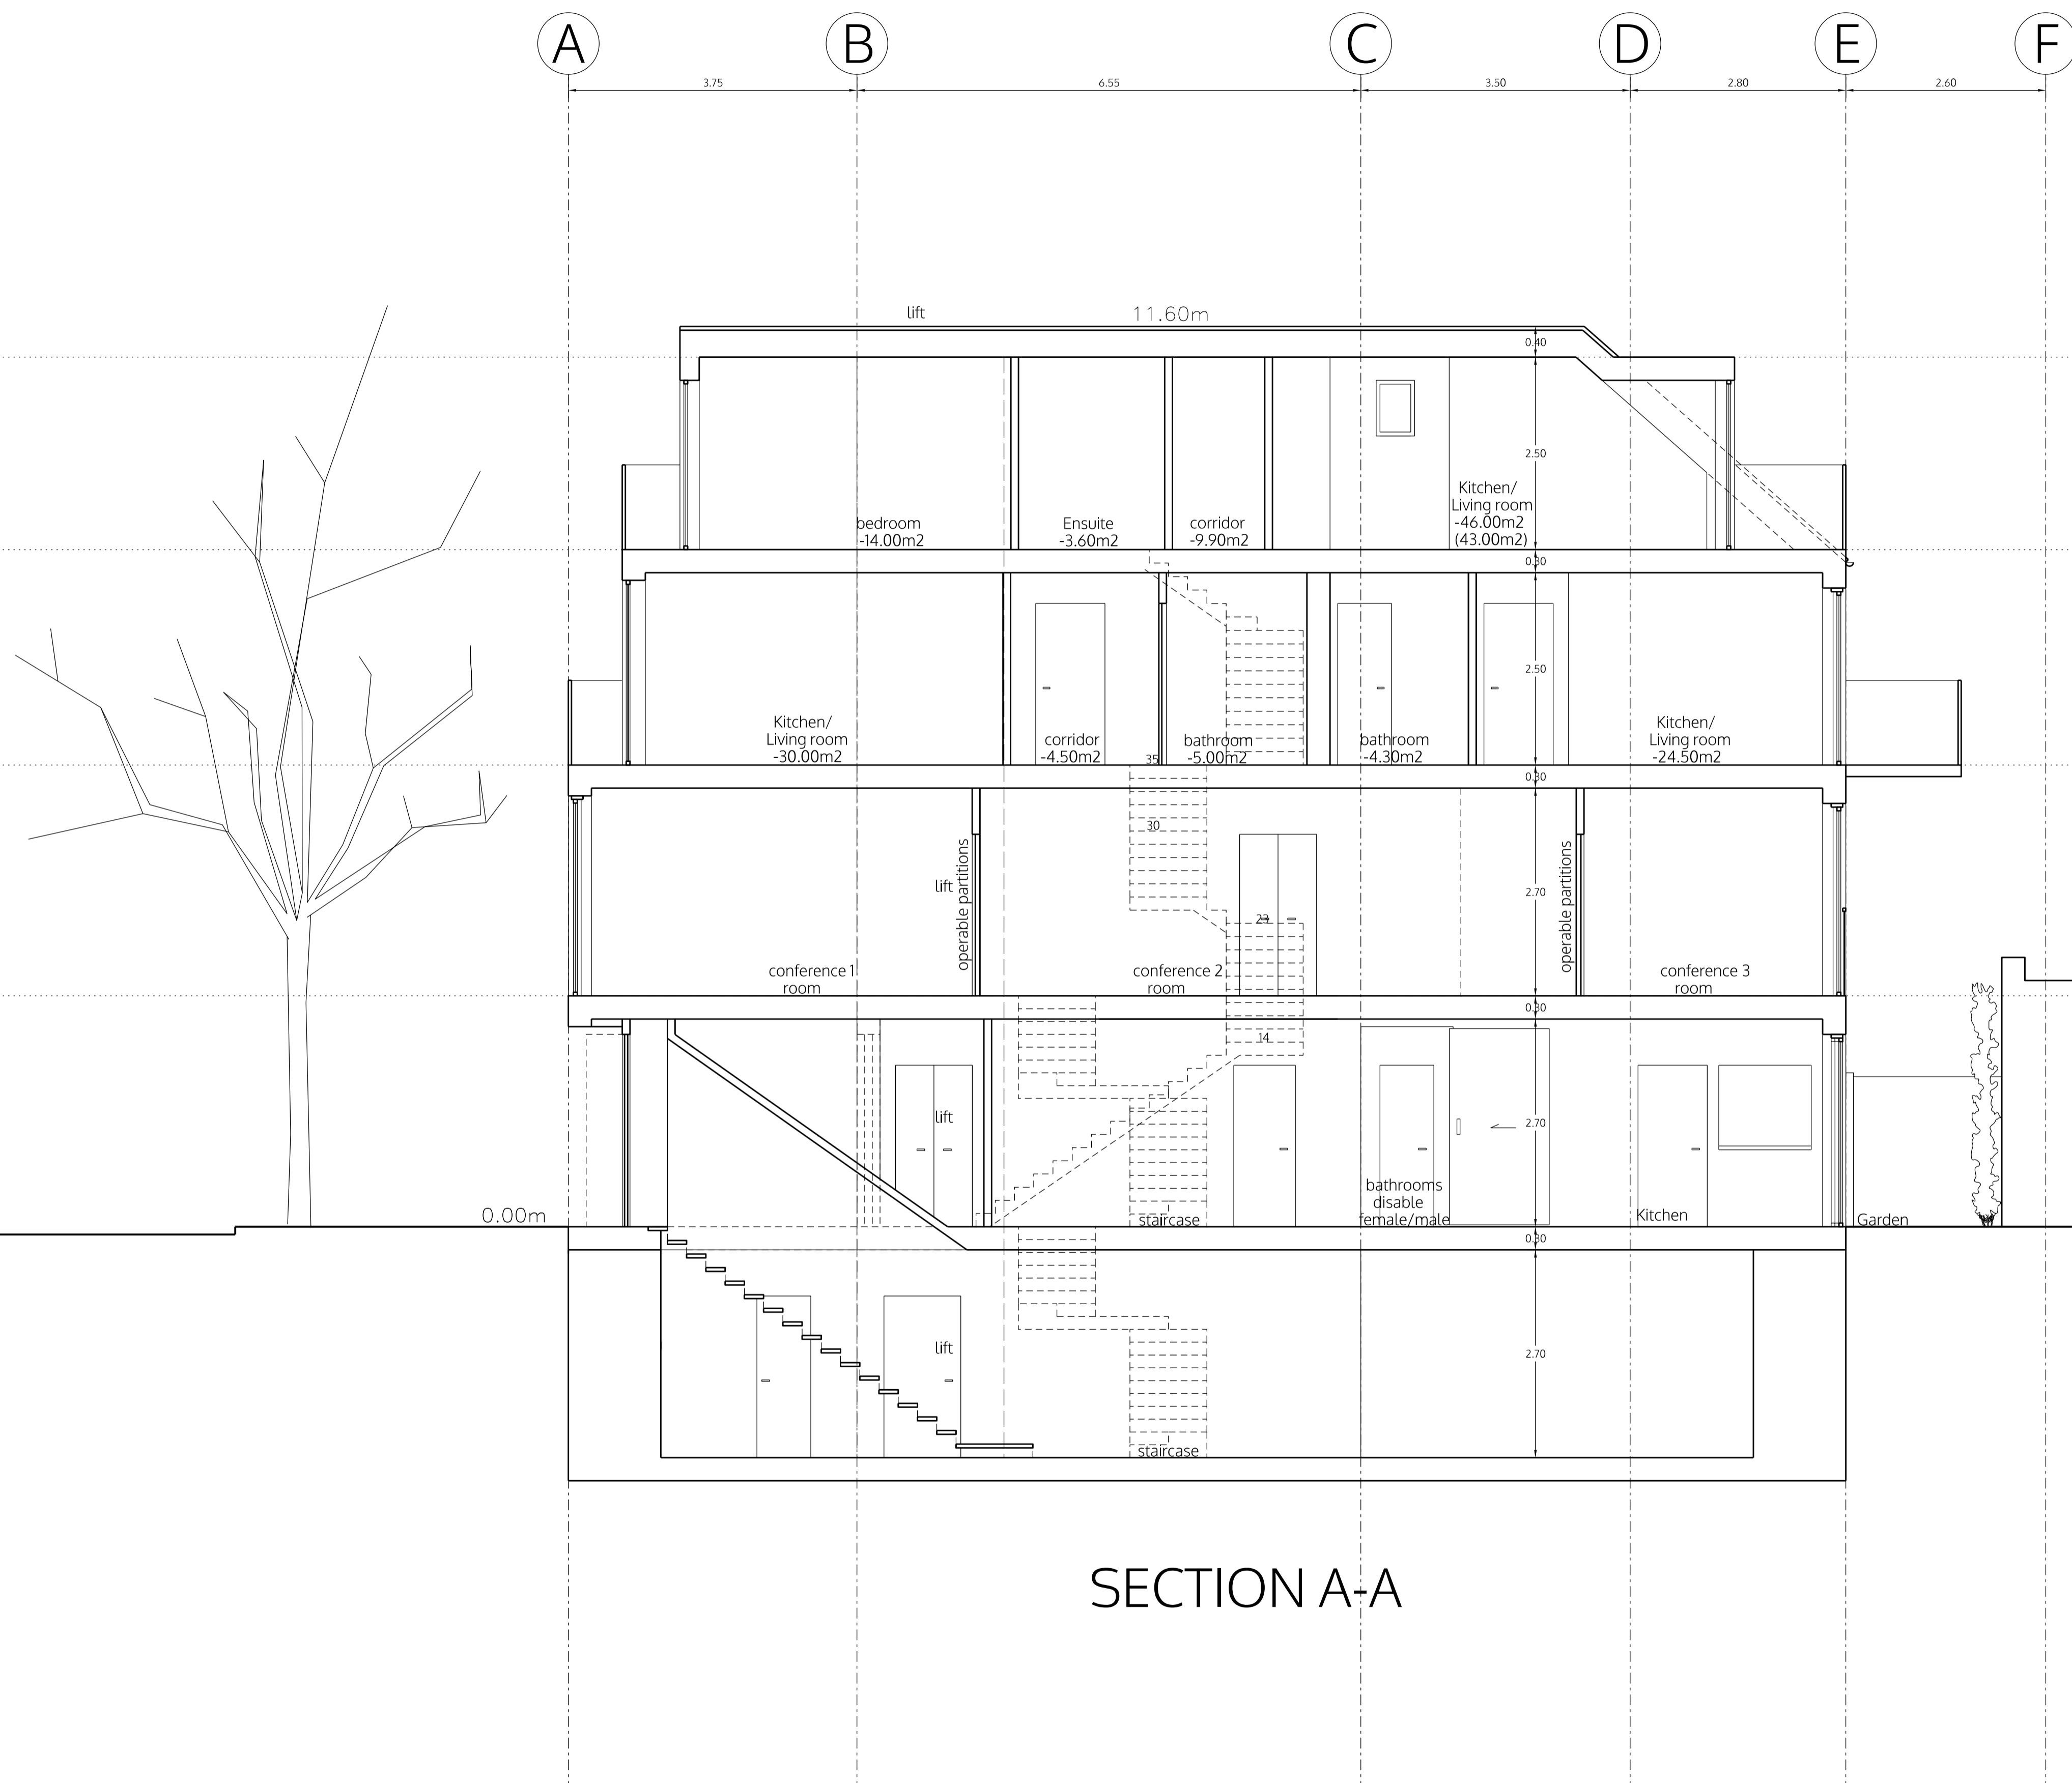 A B C D E F
3.75 6.55 3.50 2.80 2.60
lift 11.60m
0.40
2.50
Kitchen/
Living room
-46.00m2
(43.00m2)
bedroom
-14.00m2
Ensuite
-3.60m2
corridor
-9.90m2
0.30
2.50
Kitchen/
Living room
-30.00m2
corridor
-4.50m2
bathroom
-5.00m2
bathroom
-4.30m2
Kitchen/
Living room
-24.50m2
35
0.30
30
operable partitions
operable partitions
lift
2.70
23
conference 1
room
conference 2
room
conference 3
room
0.30
14
lift
2.70
bathrooms
disable
female/male
staircase
Kitchen
Garden
0.00m
0.30
lift
2.70
staircase
SECTION A-A